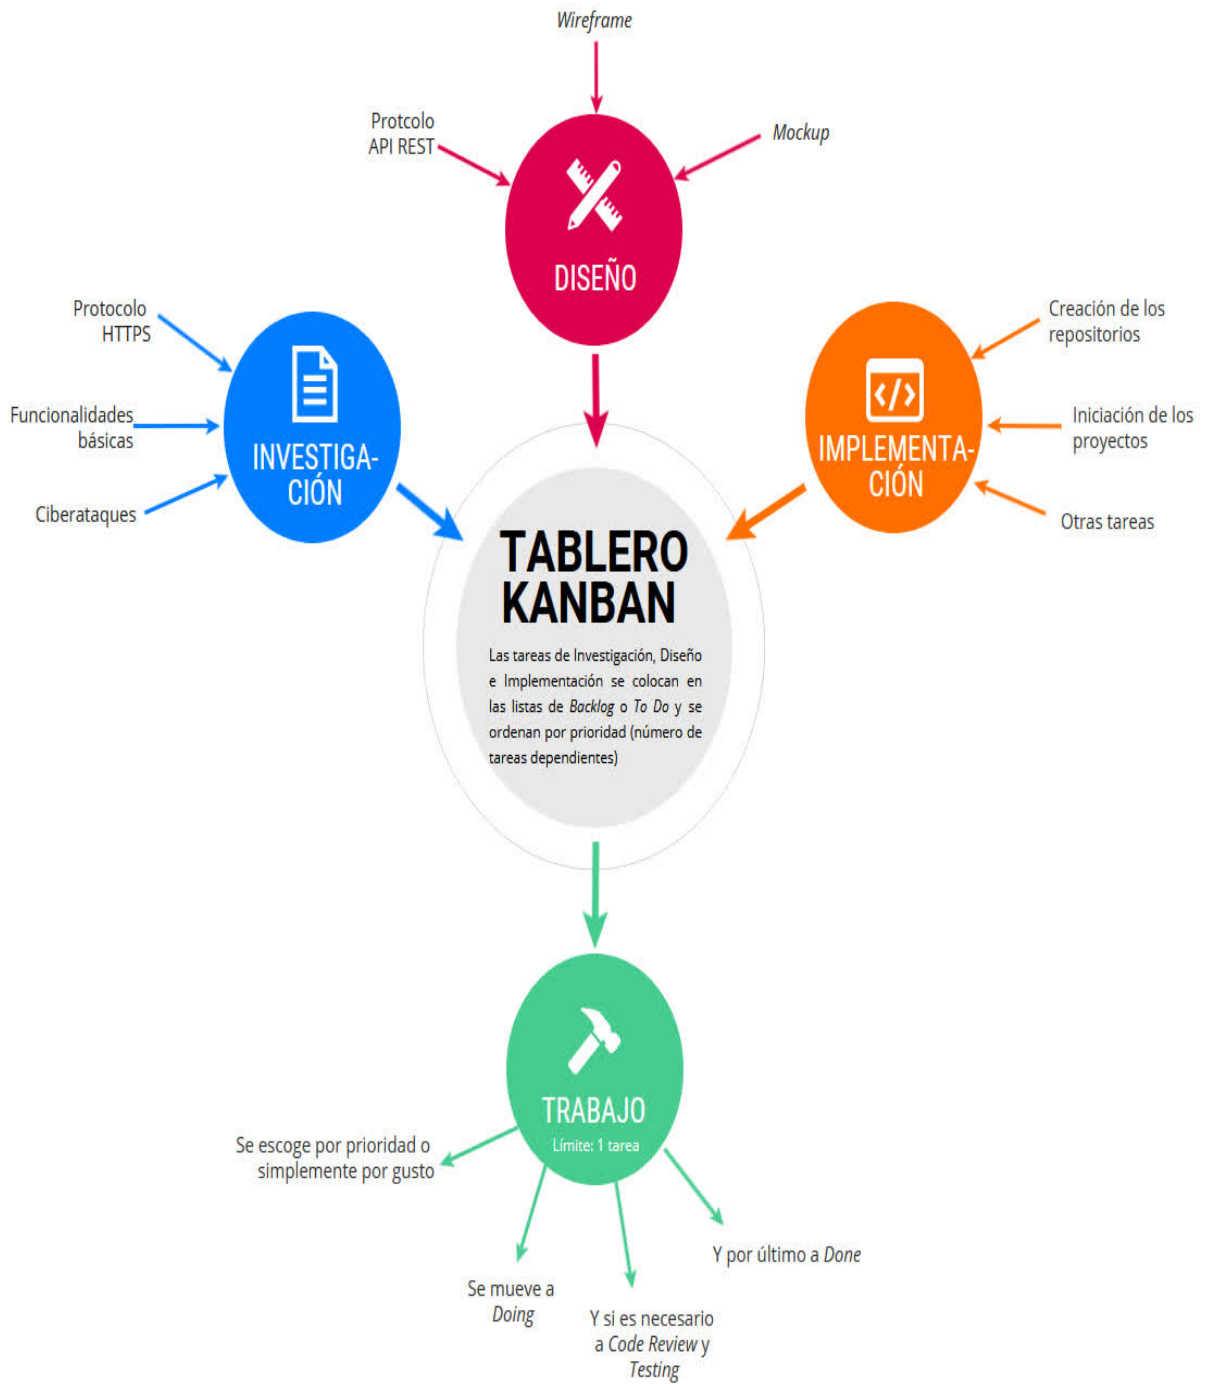 Wireframe
Protcolo
API REST
Mockup
DISEÑO
Protocolo
HTTPS
Funcionalidades
básicas
Ciberataques
INVESTIGA-
CIÓN
Creación de los
repositorios
Iniciación de los
proyectos
Otras tareas
IMPLEMENTA-
CIÓN
TABLERO
KANBAN
Las tareas de Investigación, Diseño
e Implementación se colocan en
las listas de Backlog o To Do y se
ordenan por prioridad (número de
tareas dependientes)
TRABAJO
Límite: 1 tarea
Se escoge por prioridad o
simplemente por gusto
Se mueve a
Doing
Y si es necesario
a Code Review y
Testing
Y por último a Done